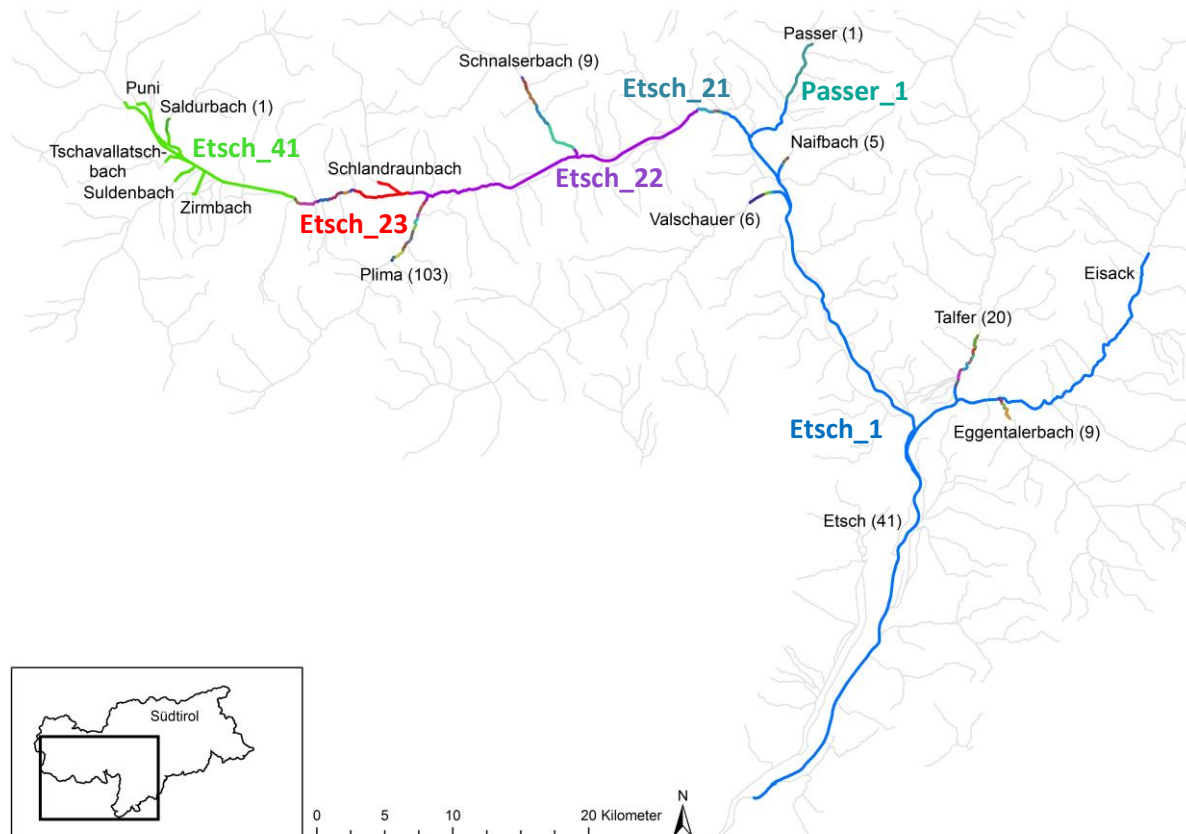 Passer (1)
Schnalserbach (9)
Puni
Saldurbach (1)
Etsch_21
Passer_1
Etsch_41
Naifbach (5)
Tschavallatsch-
bach
Schlandraunbach
Etsch_22
Suldenbach
Zirmbach
Etsch_23
Valschauer (6)
Plima (103)
Eisack
Talfer (20)
Etsch_1
Eggentalerbach (9)
Etsch (41)
Südtirol
N
0 5 10 20 Kilometer